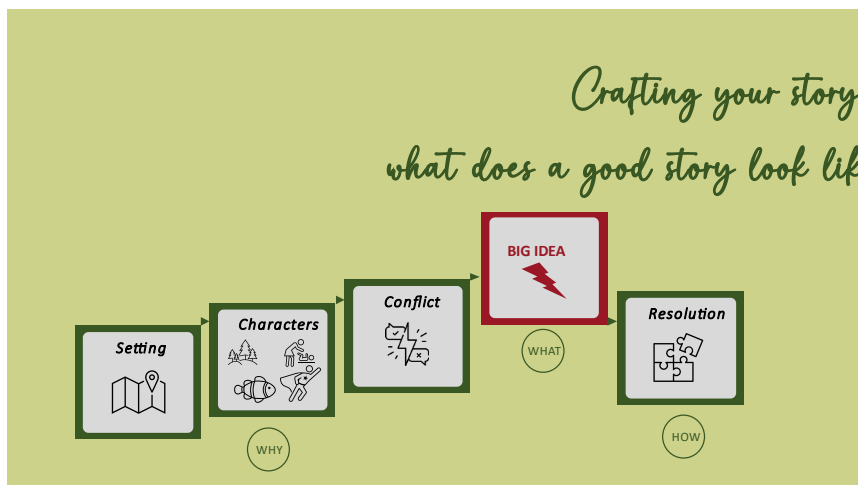 Crafting your story
what does a good story look lik
BIG IDEA
Conflict
Resolution
Characters
Setting
WHAT
HOW
WHY